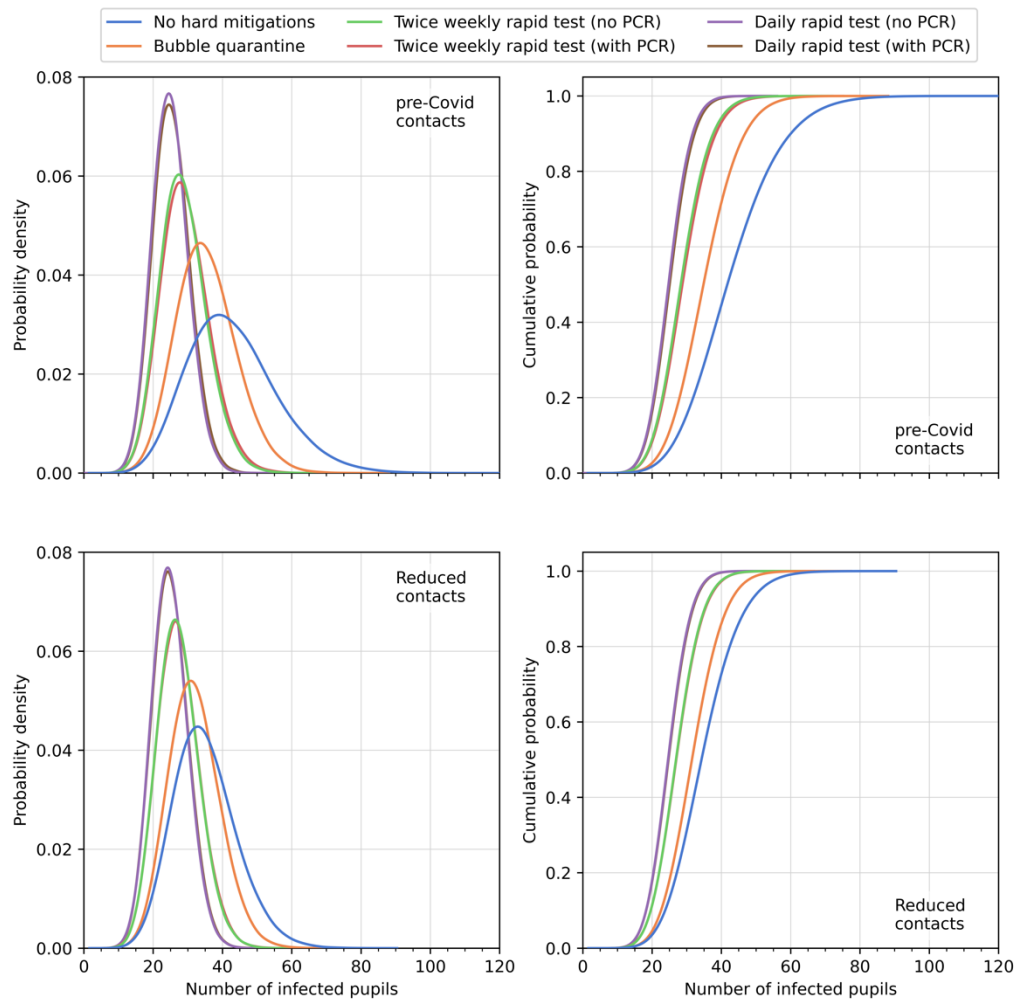 No hard mitigations
Bubble quarantine
Twice weekly rapid test (no PCR)
Twice weekly rapid test (with PCR)
Daily rapid test (no PCR)
Daily rapid test (with PCR)
Probability density
0.08
0.06
0.04
0.02
0.00
pre-Covid
contacts
Cumulative probability
1.0
0.8
0.6
0.4
0.2
0.0
pre-Covid
contacts
Probability density
0.08
0.06
0.04
0.02
0.00
Reduced
contacts
0 20 40 60 80 100 120
Number of infected pupils
Cumulative probability
1.0
0.8
0.6
0.4
0.2
0.0
Reduced
contacts
0 20 40 60 80 100 120
Number of infected pupils